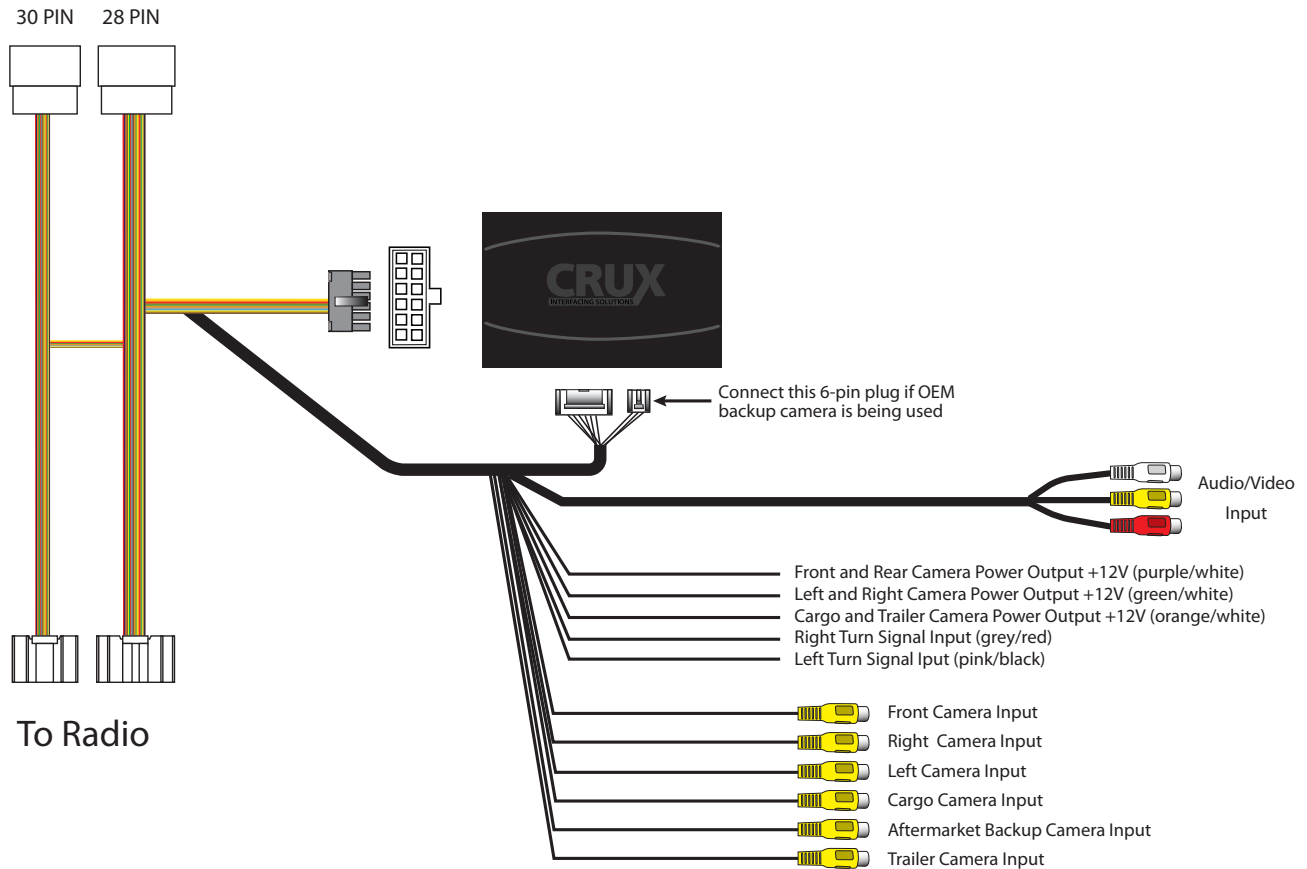 30 PIN
28 PIN
CRUX
INTERFACING SOLUTIONS
Connect this 6-pin plug if OEM
backup camera is being used
Audio/Video
Input
Front and Rear Camera Power Output +12V (purple/white)
Left and Right Camera Power Output +12V (green/white)
Cargo and Trailer Camera Power Output +12V (orange/white)
Right Turn Signal Input (grey/red)
Left Turn Signal Iput (pink/black)
To Radio
Front Camera Input
Right Camera Input
Left Camera Input
Cargo Camera Input
Aftermarket Backup Camera Input
Trailer Camera Input